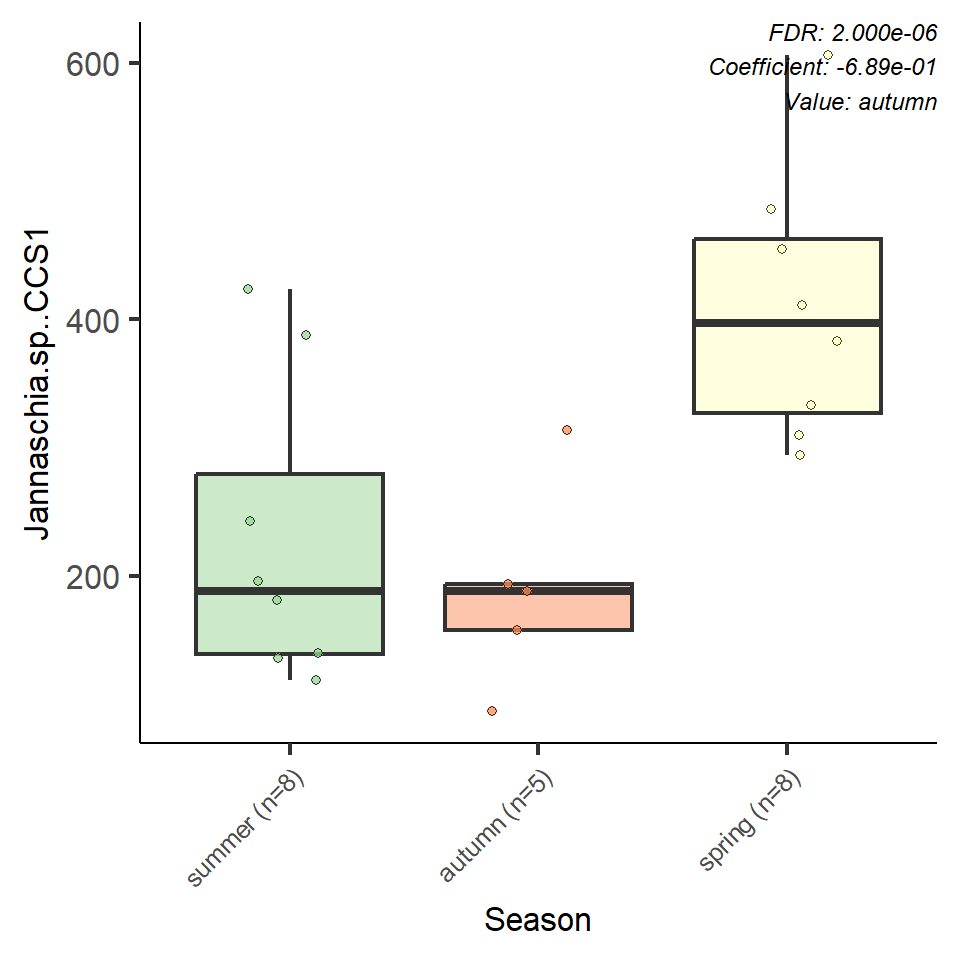 FDR: 2.000e-06
Coefficient: -6.89e-01
Value: autumn
600
400
200
Jannaschia.sp..CCS1
summer (n=8)
autumn (n=5)
spring (n=8)
Season